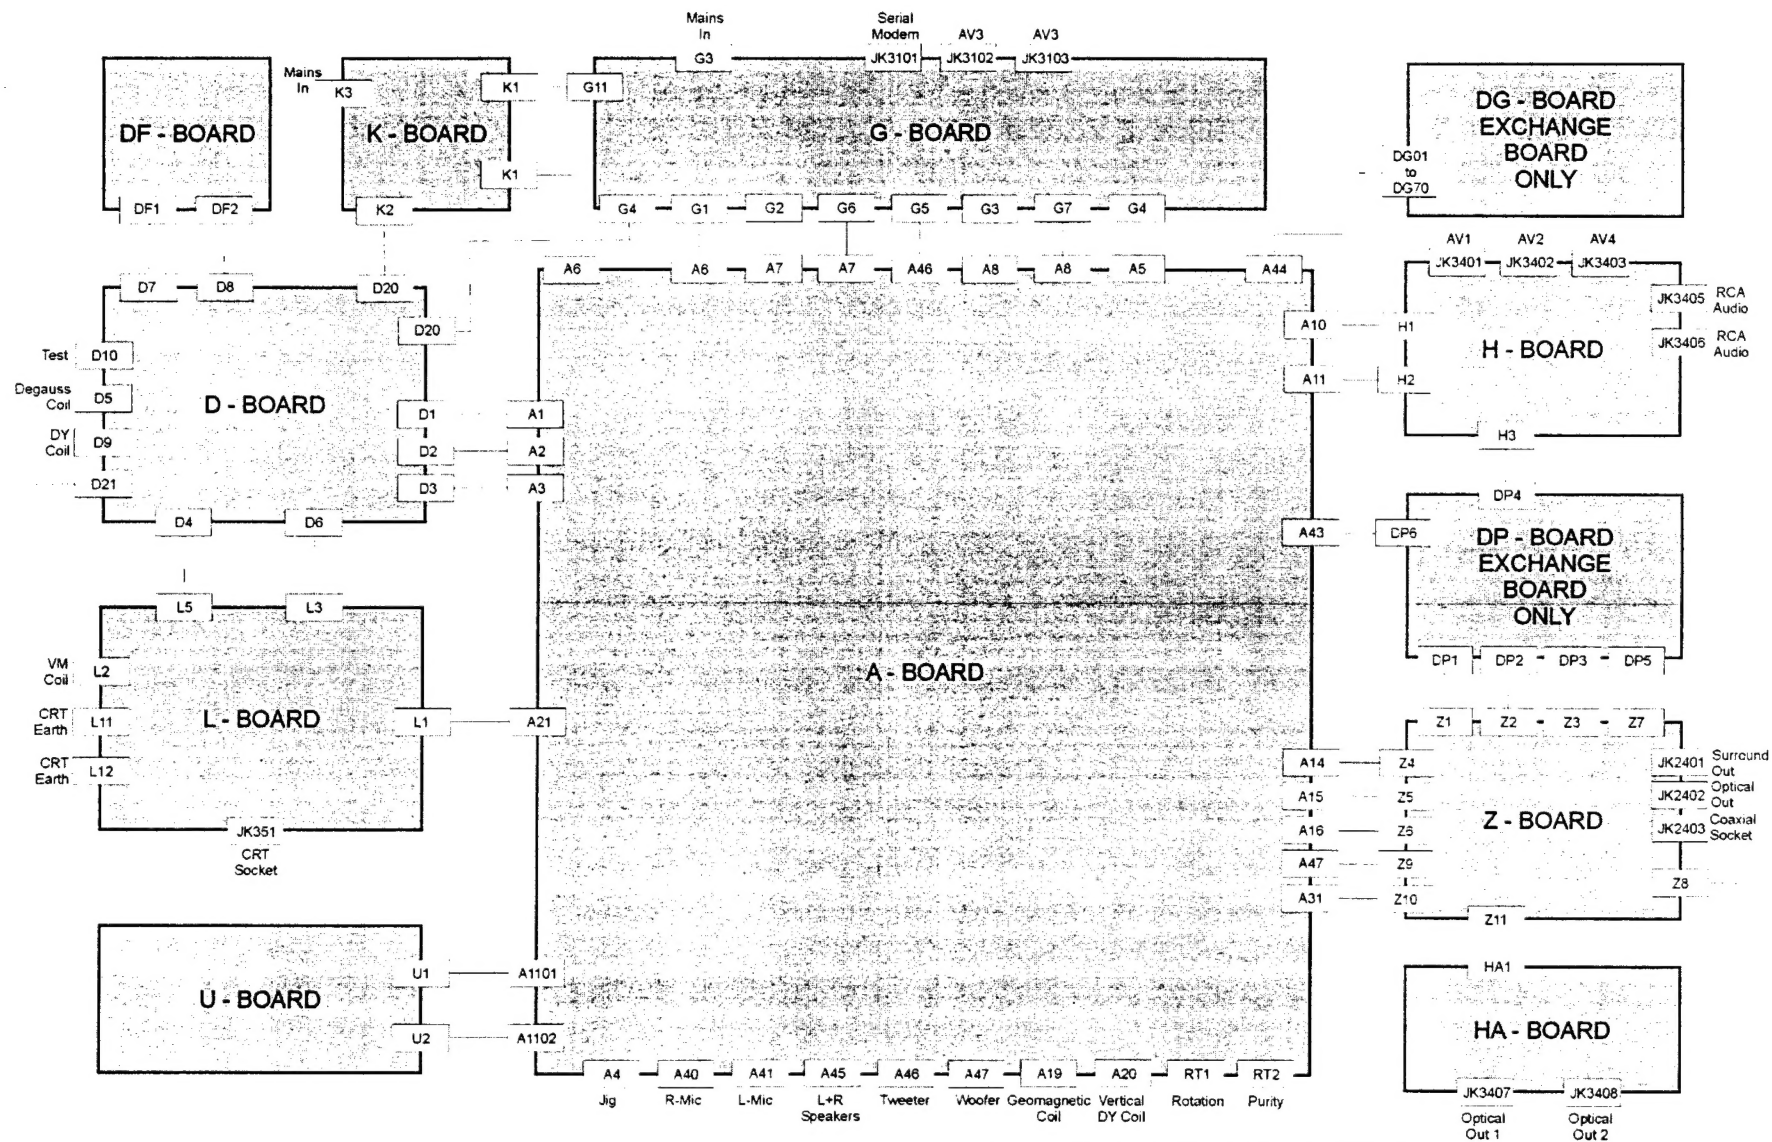 Mains
In
G3
Serial
Modem
JK3101
AV3
JK3102
AV3
JK3103
DF - BOARD
DF1
DF2
Mains
In
K3
K1
K - BOARD
K1
K2
G11
G - BOARD
G4
G1
G2
G6
G5
G3
G7
G4
DG - BOARD
EXCHANGE
BOARD
ONLY
DG01
to
DG70
D7
D8
D20
D20
Test
D10
Degauss
Coil
D5
DY
Coil
D9
D21
D - BOARD
D1
D2
D3
D4
D6
A6
A6
A7
A7
A46
A8
A8
A5
A44
A1
A2
A3
A10
A11
A43
A - BOARD
A21
A14
A15
A16
A47
A31
A1101
A1102
AV1
JK3401
AV2
JK3402
AV4
JK3403
H1
H2
H - BOARD
JK3405
RCA
Audio
JK3406
RCA
Audio
H3
DP4
DP6
DP - BOARD
EXCHANGE
BOARD
ONLY
DP1
DP2
DP3
DP5
L5
L3
VM
Coil
L2
CRT
Earth
L11
CRT
Earth
L12
L - BOARD
L1
JK351
CRT
Socket
Z1
Z2
Z3
Z7
Z4
Z5
Z6
Z9
Z10
Z - BOARD
JK2401
Surround
Out
JK2402
Optical
Out
JK2403
Coaxial
Socket
Z8
Z11
U - BOARD
U1
U2
HA1
HA - BOARD
JK3407
Optical
Out 1
JK3408
Optical
Out 2
A4
A40
A41
A45
A46
A47
A19
A20
RT1
RT2
Jig
R-Mic
L-Mic
L+R
Speakers
Tweeter
Woofer
Geomagnetic
Coil
Vertical
DY Coil
Rotation
Purity